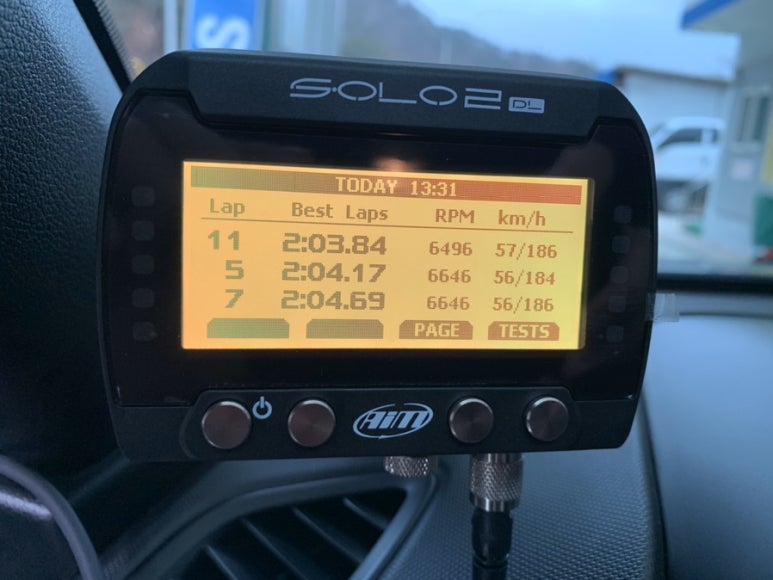 S
SOLO2 DL
TODAY 13:31
Lap Best Laps RPM km/h
11 2:03.84 6496 57/186
5 2:04.17 6646 56/184
7 2:04.69 6646 56/186
PAGE TESTS
AiM